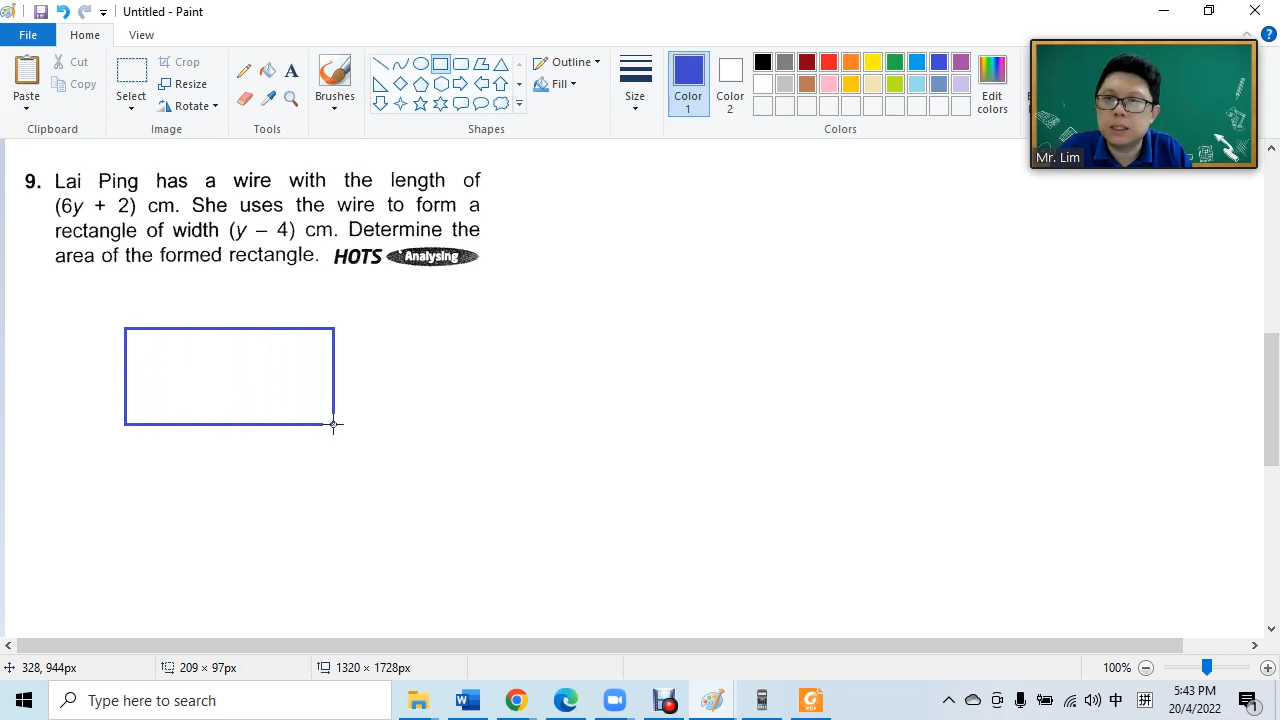 Untitled - Paint
File
Home
View
Paste
Cut
Copy
Clipboard
Select
Crop
Resize
Rotate
Image
Tools
Brushes
Shapes
Outline
Fill
Size
Color
1
Color
2
Edit
colors
Colors
Mr. Lim
9. Lai Ping has a wire with the length of
(6y + 2) cm. She uses the wire to form a
rectangle of width (y – 4) cm. Determine the
area of the formed rectangle. HOTS Analysing
328, 944px
209 × 97px
1320 × 1728px
100%
Type here to search
中
拼
5:43 PM
20/4/2022
1